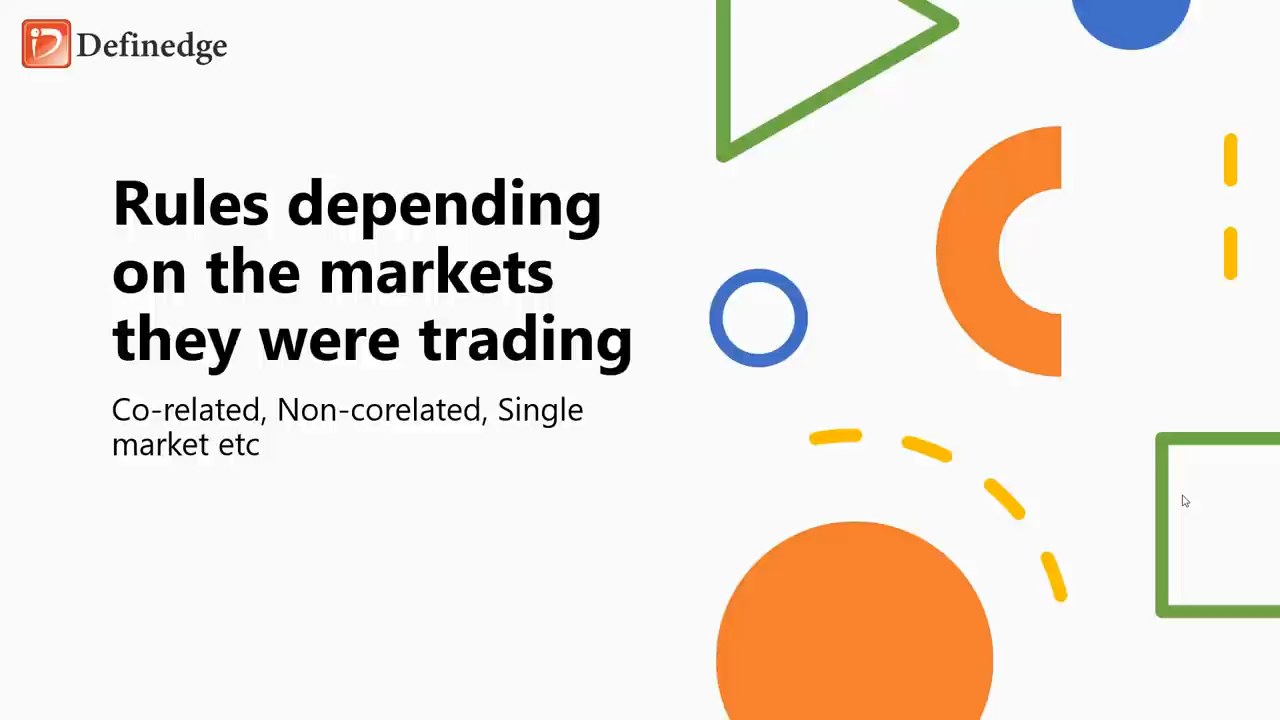 Definedge
Rules depending
on the markets
they were trading
Co-related, Non-corelated, Single
market etc